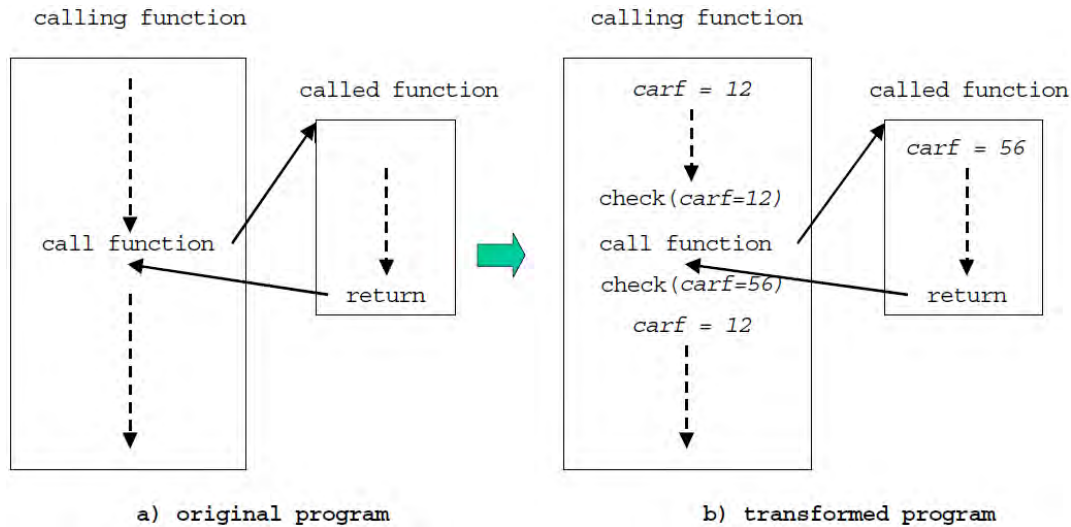 calling function
called function
call function
return
a) original program
calling function
called function
carf = 12
carf = 56
check(carf=12)
call function
check(carf=56)
return
carf = 12
b) transformed program